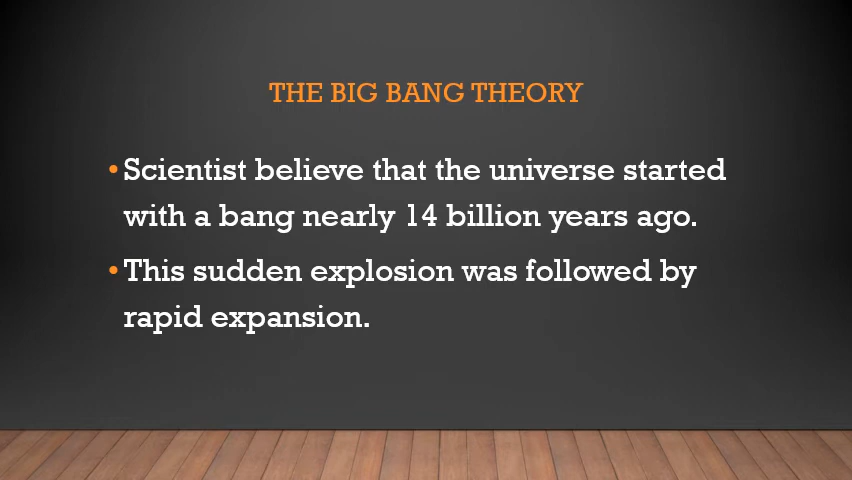 THE BIG BANG THEORY
• Scientist believe that the universe started
with a bang nearly 14 billion years ago.
• This sudden explosion was followed by
rapid expansion.